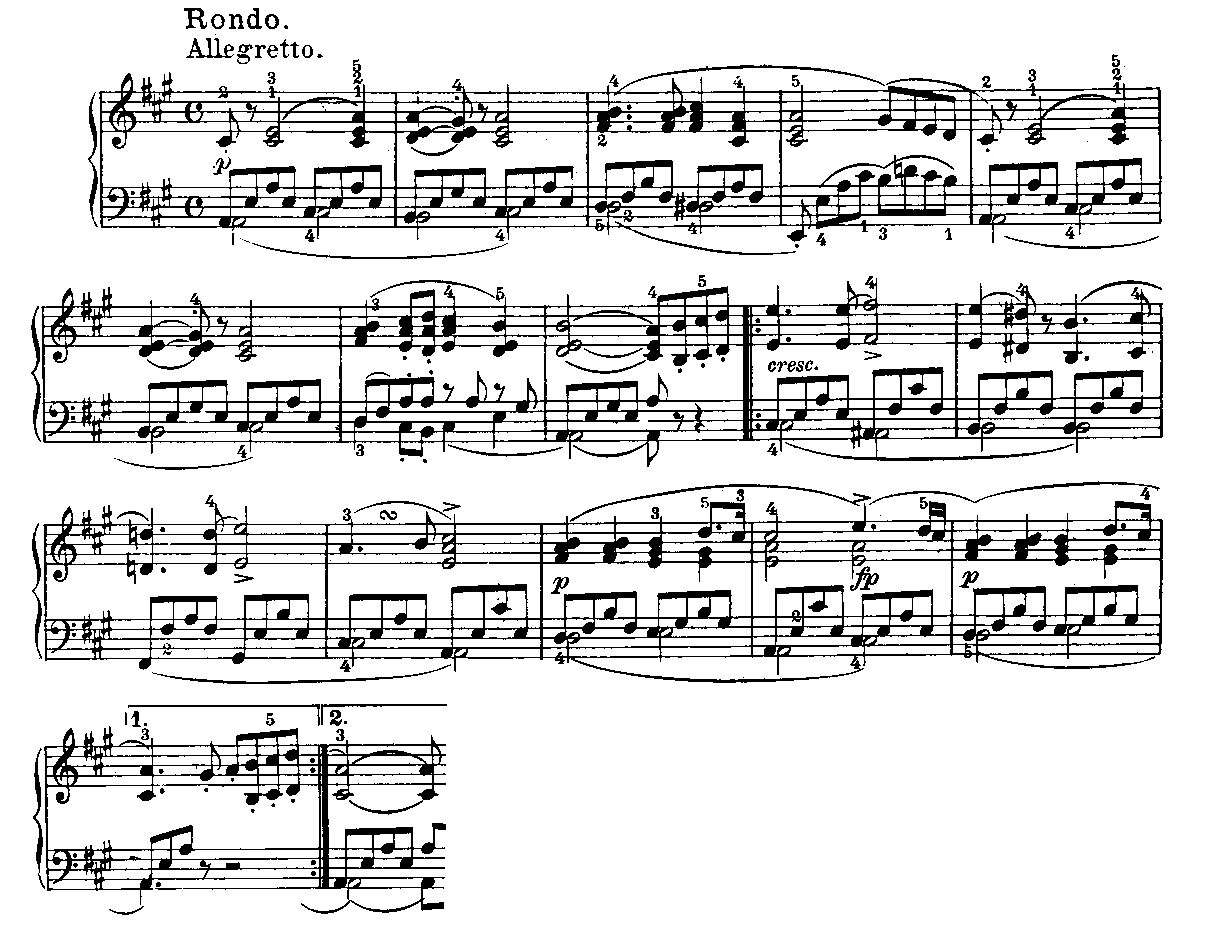 Rondo.
Allegretto.
p
cresc.
p fp p
1. 2.